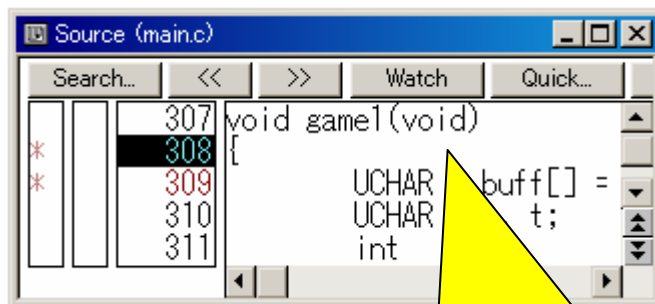 Source (main.c)
Search... << >> Watch Quick...
307 void game1(void)
* 308 {
* 309 UCHAR buff[] =
310 UCHAR t;
311 int